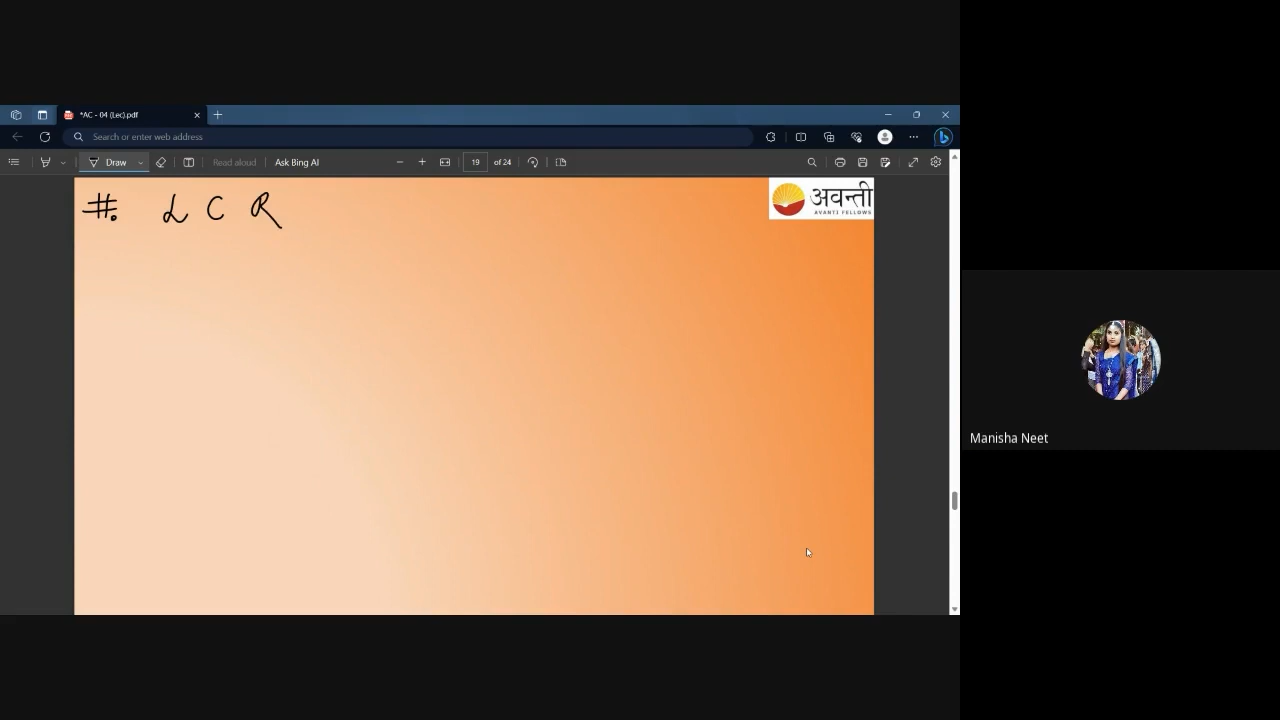 *AC - 04 (Lec).pdf
Search or enter web address
Draw
Read aloud
Ask Bing AI
19 of 24
#. L C R
अवन्ती
AVANTI FELLOWS
Manisha Neet